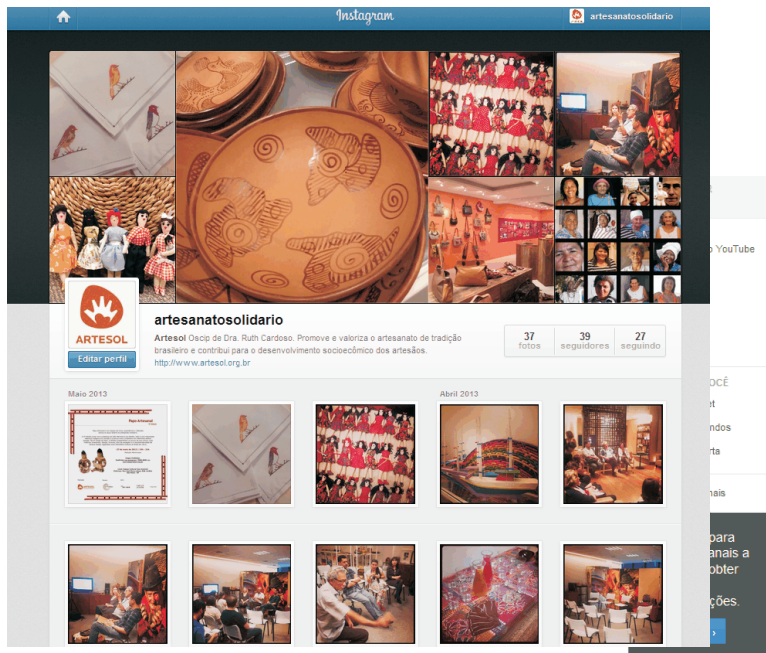 Instagram
artesanatosolidario
YouTube
ARTESOL
Editar perfil
artesanatosolidario
Artesol Oscip de Dra. Ruth Cardoso. Promove e valoriza o artesanato de tradição
brasileiro e contribui para o desenvolvimento socioecômico dos artesãos.
http://www.artesol.org.br
37
fotos
39
seguidores
27
seguindo
Maio 2013
Abril 2013
OCÊ
et
ndos
rta
nais
para
anais a
obter
ções.